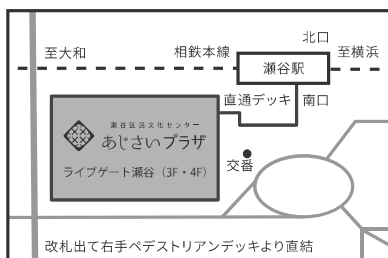 北口
至大和
相鉄本線
至横浜
瀬谷駅
直通デッキ
南口
瀬谷区民文化センター
あじさいプラザ
ライブゲート瀬谷（3F・4F）
交番
改札出て右手ペデストリアンデッキより直結